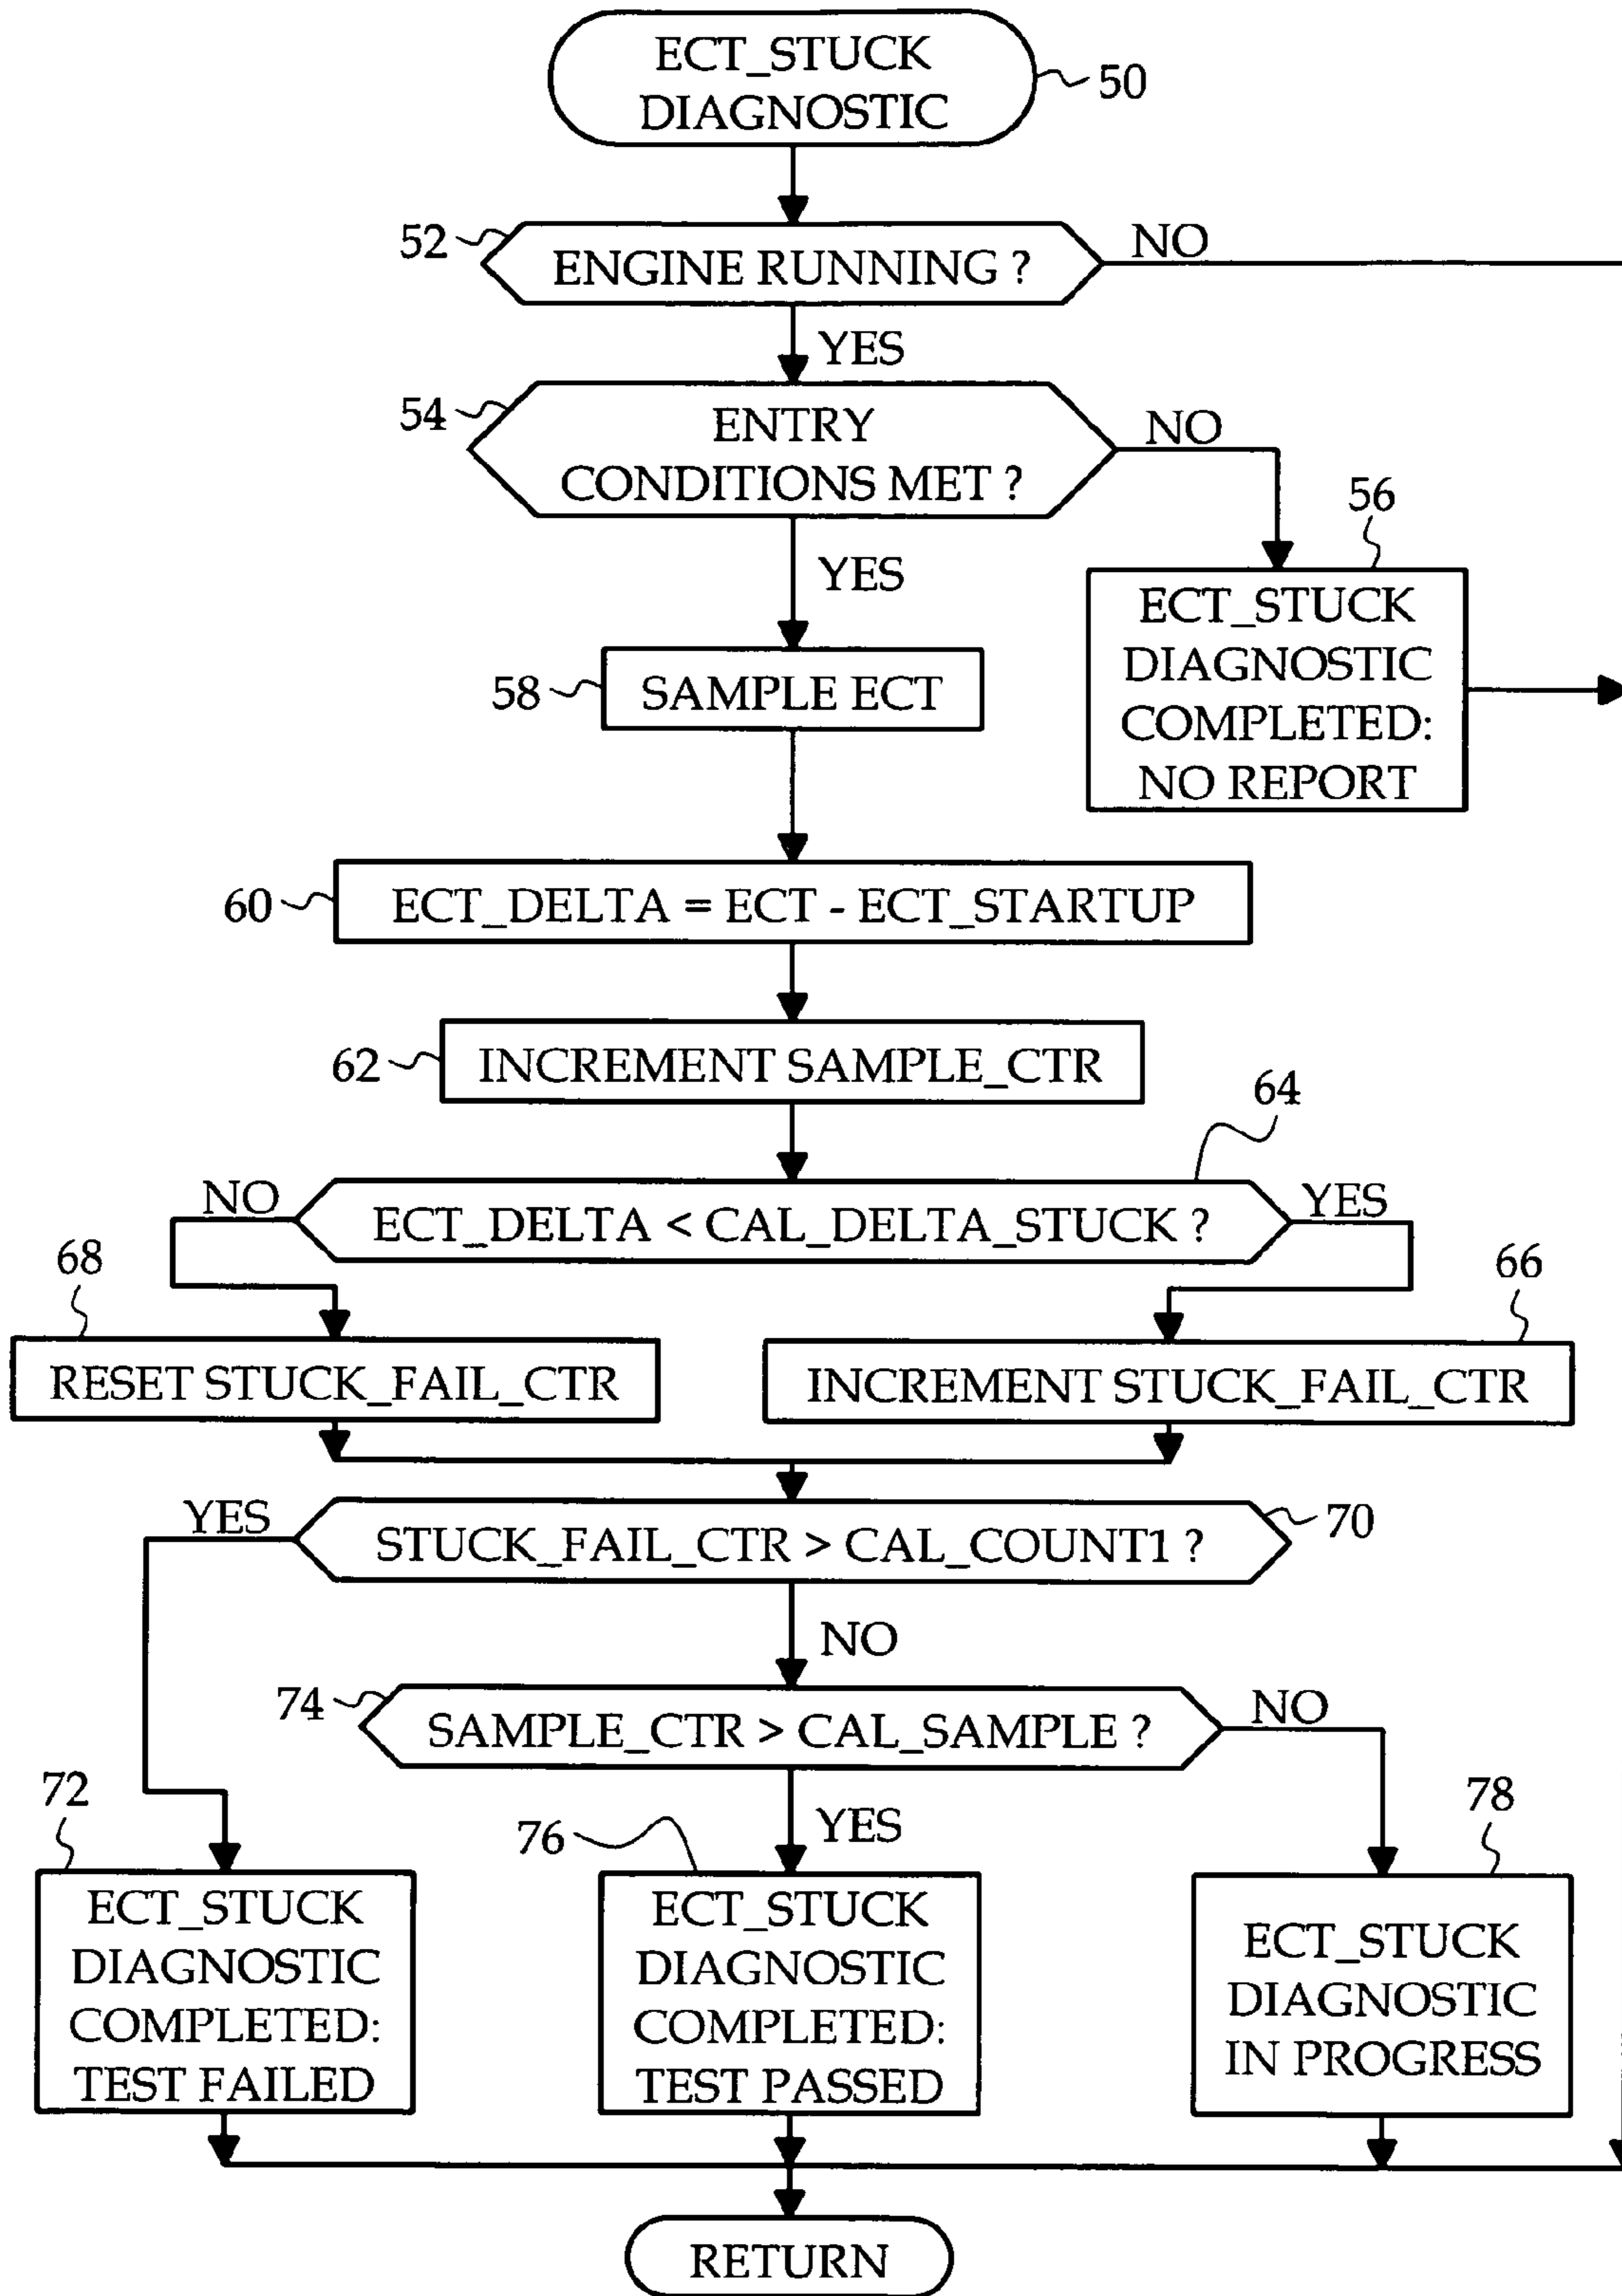 ECT_STUCK
DIAGNOSTIC
50
52
ENGINE RUNNING ?
NO
YES
54
ENTRY
CONDITIONS MET ?
NO
YES
56
ECT_STUCK
DIAGNOSTIC
COMPLETED:
NO REPORT
58
SAMPLE ECT
60
ECT_DELTA = ECT - ECT_STARTUP
62
INCREMENT SAMPLE_CTR
64
NO
ECT_DELTA < CAL_DELTA_STUCK ?
YES
68
RESET STUCK_FAIL_CTR
66
INCREMENT STUCK_FAIL_CTR
YES
STUCK_FAIL_CTR > CAL_COUNT1 ?
70
NO
74
SAMPLE_CTR > CAL_SAMPLE ?
NO
YES
72
ECT_STUCK
DIAGNOSTIC
COMPLETED:
TEST FAILED
76
ECT_STUCK
DIAGNOSTIC
COMPLETED:
TEST PASSED
78
ECT_STUCK
DIAGNOSTIC
IN PROGRESS
RETURN